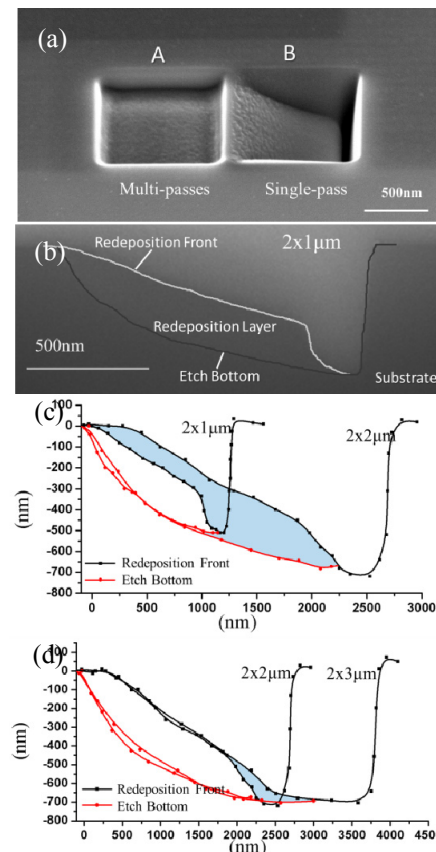 (a)
A B
Multi-passes Single-pass
500nm
(b)
Redeposition Front
2x1μm
Redeposition Layer
500nm
Etch Bottom
Substrate
(c)
100
0
-100
-200
-300
-400
-500
-600
-700
-800
(nm)
2x1μm
2x2μm
Redeposition Front
Etch Bottom
0 500 1000 1500 2000 2500 3000
(nm)
(d)
100
0
-100
-200
-300
-400
-500
-600
-700
-800
(nm)
2x2μm
2x3μm
Redeposition Front
Etch Bottom
0 500 1000 1500 2000 2500 3000 3500 4000
(nm)